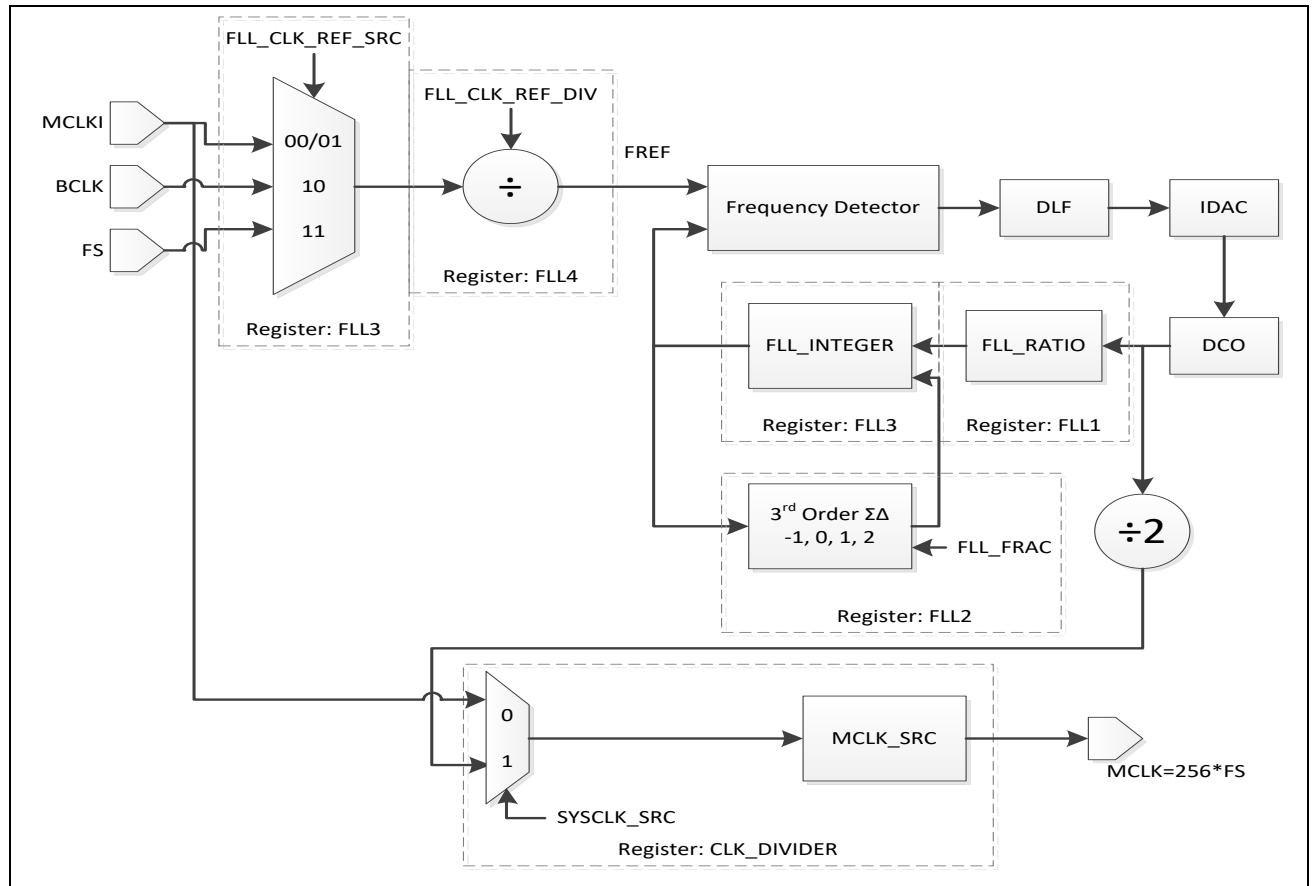 FLL_CLK_REF_SRC
MCLKI
BCLK
FS
00/01
10
11
Register: FLL3
FLL_CLK_REF_DIV
÷
Register: FLL4
FREF
Frequency Detector
DLF
IDAC
DCO
FLL_RATIO
FLL_INTEGER
Register: FLL3
Register: FLL1
3rd Order ΣΔ
-1, 0, 1, 2
FLL_FRAC
Register: FLL2
÷2
0
1
SYSCLK_SRC
MCLK_SRC
MCLK=256*FS
Register: CLK_DIVIDER